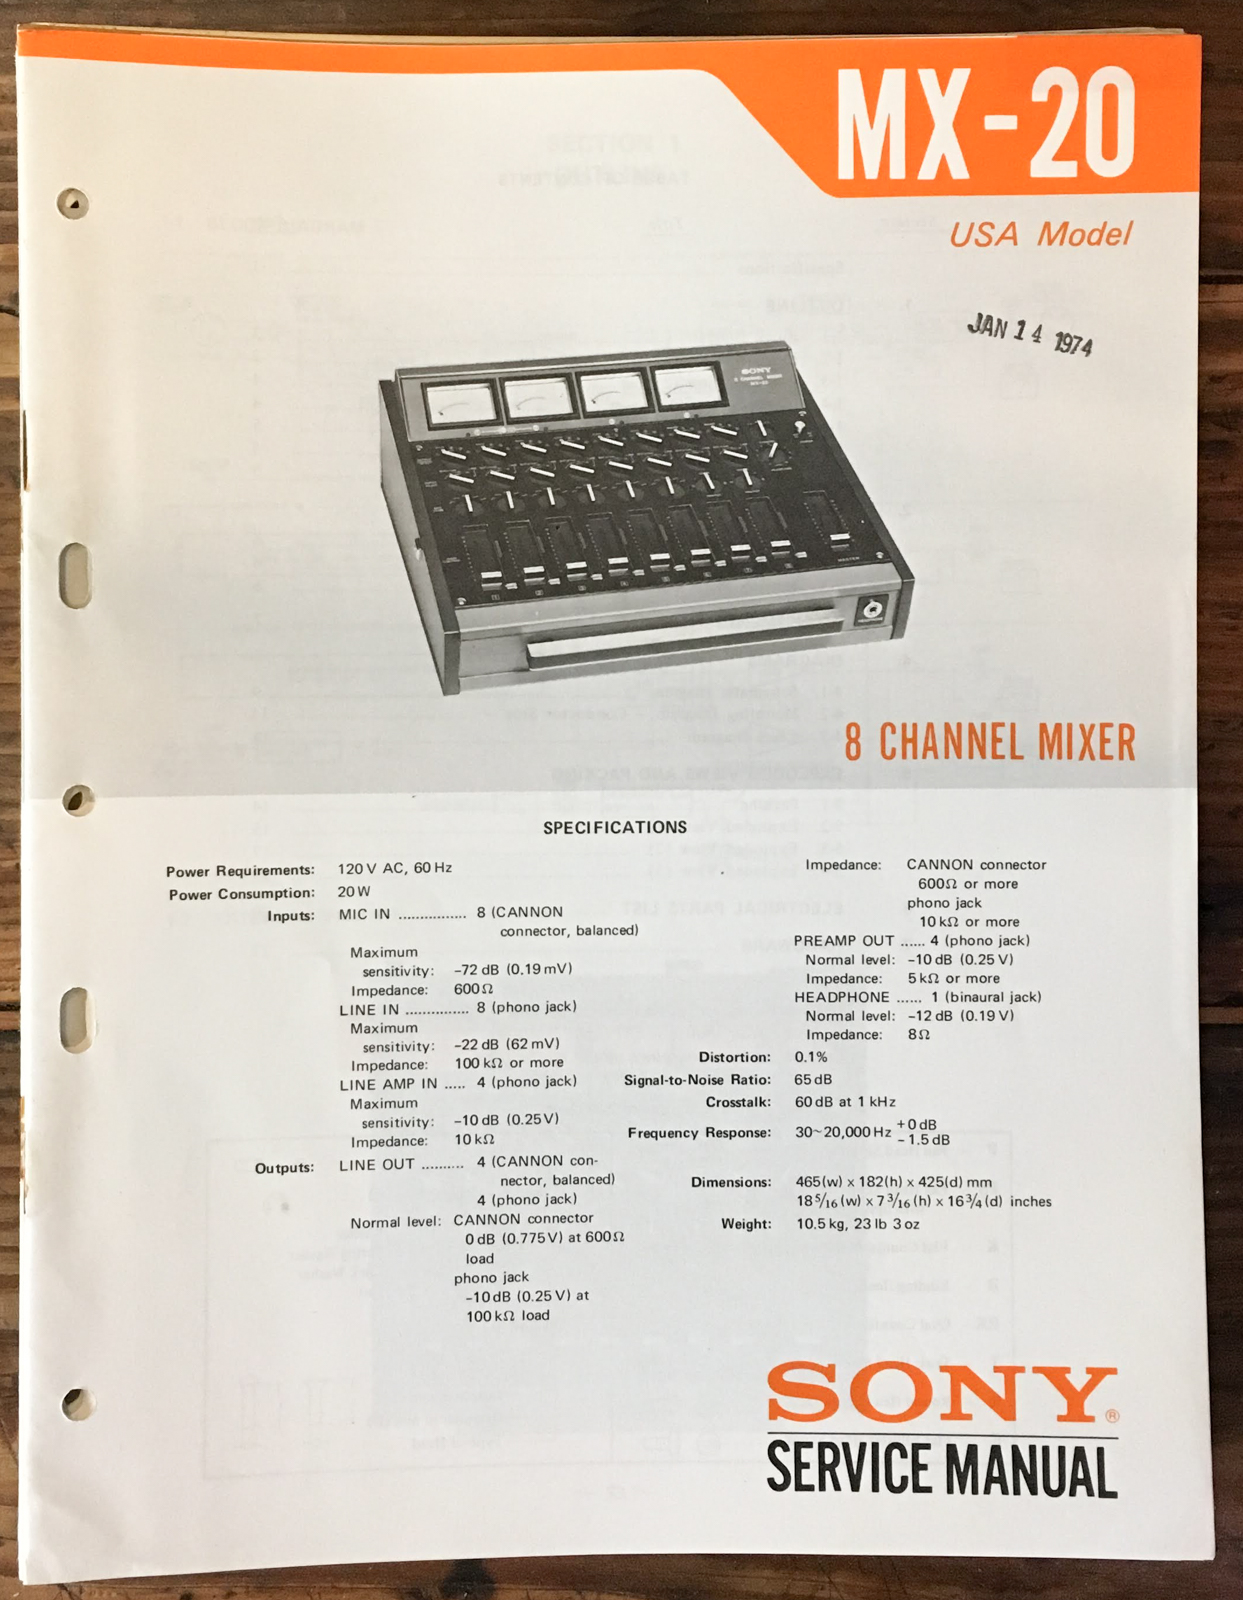 MX-20
USA Model
JAN 14 1974
SONY
8 CHANNEL MIXER
MX-20
MASTER
8 CHANNEL MIXER
SPECIFICATIONS
Power Requirements: 120 V AC, 60 Hz
Power Consumption: 20 W
Inputs: MIC IN ................ 8 (CANNON
connector, balanced)
Maximum
sensitivity: -72 dB (0.19 mV)
Impedance: 600Ω
LINE IN ............... 8 (phono jack)
Maximum
sensitivity: -22 dB (62 mV)
Impedance: 100 kΩ or more
LINE AMP IN ..... 4 (phono jack)
Maximum
sensitivity: -10 dB (0.25 V)
Impedance: 10 kΩ
Outputs: LINE OUT .......... 4 (CANNON con-
nector, balanced)
4 (phono jack)
Normal level: CANNON connector
0 dB (0.775 V) at 600Ω
load
phono jack
-10 dB (0.25 V) at
100 kΩ load
Impedance: CANNON connector
600Ω or more
phono jack
10 kΩ or more
PREAMP OUT ...... 4 (phono jack)
Normal level: -10 dB (0.25 V)
Impedance: 5 kΩ or more
HEADPHONE ...... 1 (binaural jack)
Normal level: -12 dB (0.19 V)
Impedance: 8Ω
Distortion: 0.1%
Signal-to-Noise Ratio: 65 dB
Crosstalk: 60 dB at 1 kHz
Frequency Response: 30~20,000 Hz +0 dB
-1.5 dB
Dimensions: 465(w) x 182(h) x 425(d) mm
18 5/16 (w) x 7 3/16 (h) x 16 3/4 (d) inches
Weight: 10.5 kg, 23 lb 3 oz
SONY®
SERVICE MANUAL